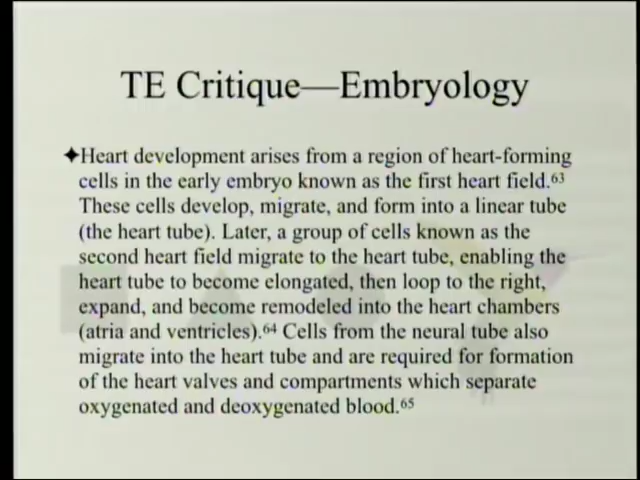 TE Critique—Embryology
✦Heart development arises from a region of heart-forming
cells in the early embryo known as the first heart field.⁶³
These cells develop, migrate, and form into a linear tube
(the heart tube). Later, a group of cells known as the
second heart field migrate to the heart tube, enabling the
heart tube to become elongated, then loop to the right,
expand, and become remodeled into the heart chambers
(atria and ventricles).⁶⁴ Cells from the neural tube also
migrate into the heart tube and are required for formation
of the heart valves and compartments which separate
oxygenated and deoxygenated blood.⁶⁵